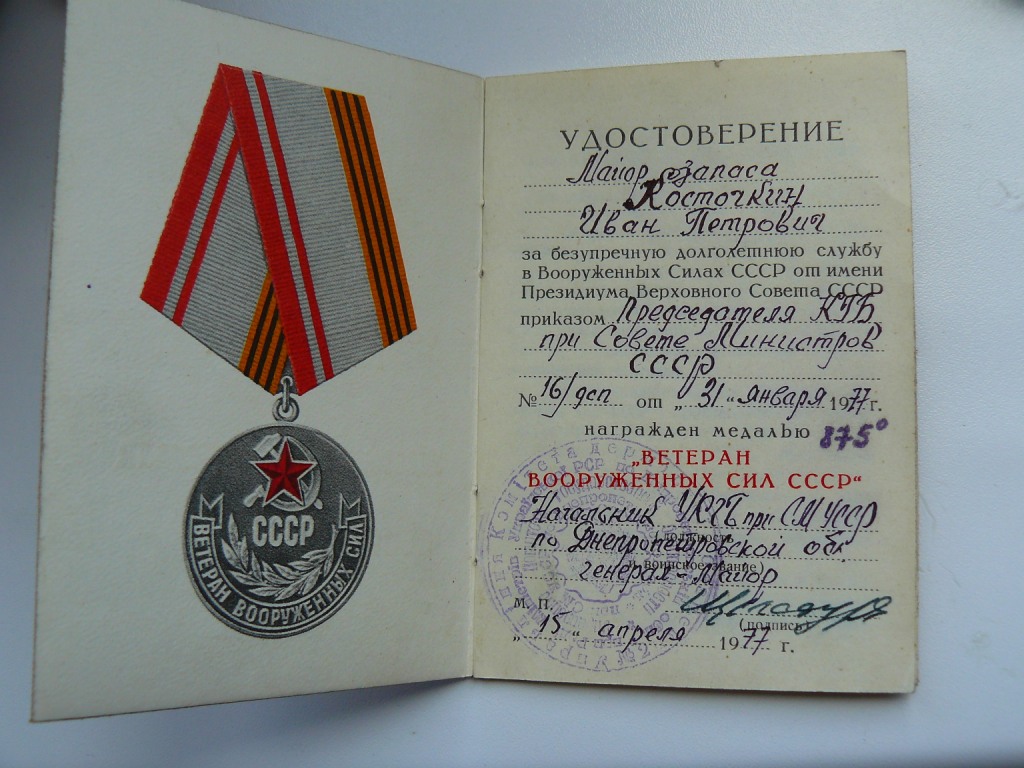 СССР
ВЕТЕРАН ВООРУЖЕННЫХ СИЛ
УДОСТОВЕРЕНИЕ
Майор запаса
Косточкин
Иван Петрович
за безупречную долголетнюю службу
в Вооруженных Силах СССР от имени
Президиума Верховного Совета СССР
приказом Председателя КГБ
при Совете Министров
СССР
№ 16/дсп от „31“ января 1977 г.
награжден медалью 875°
„ВЕТЕРАН
ВООРУЖЕННЫХ СИЛ СССР“
Начальник УКГБ при СМ УССР
(должность
по Днепропетровской обл.
и воинское звание)
генерал-майор
М. П.
(подпись)
„15“ апреля 1977 г.